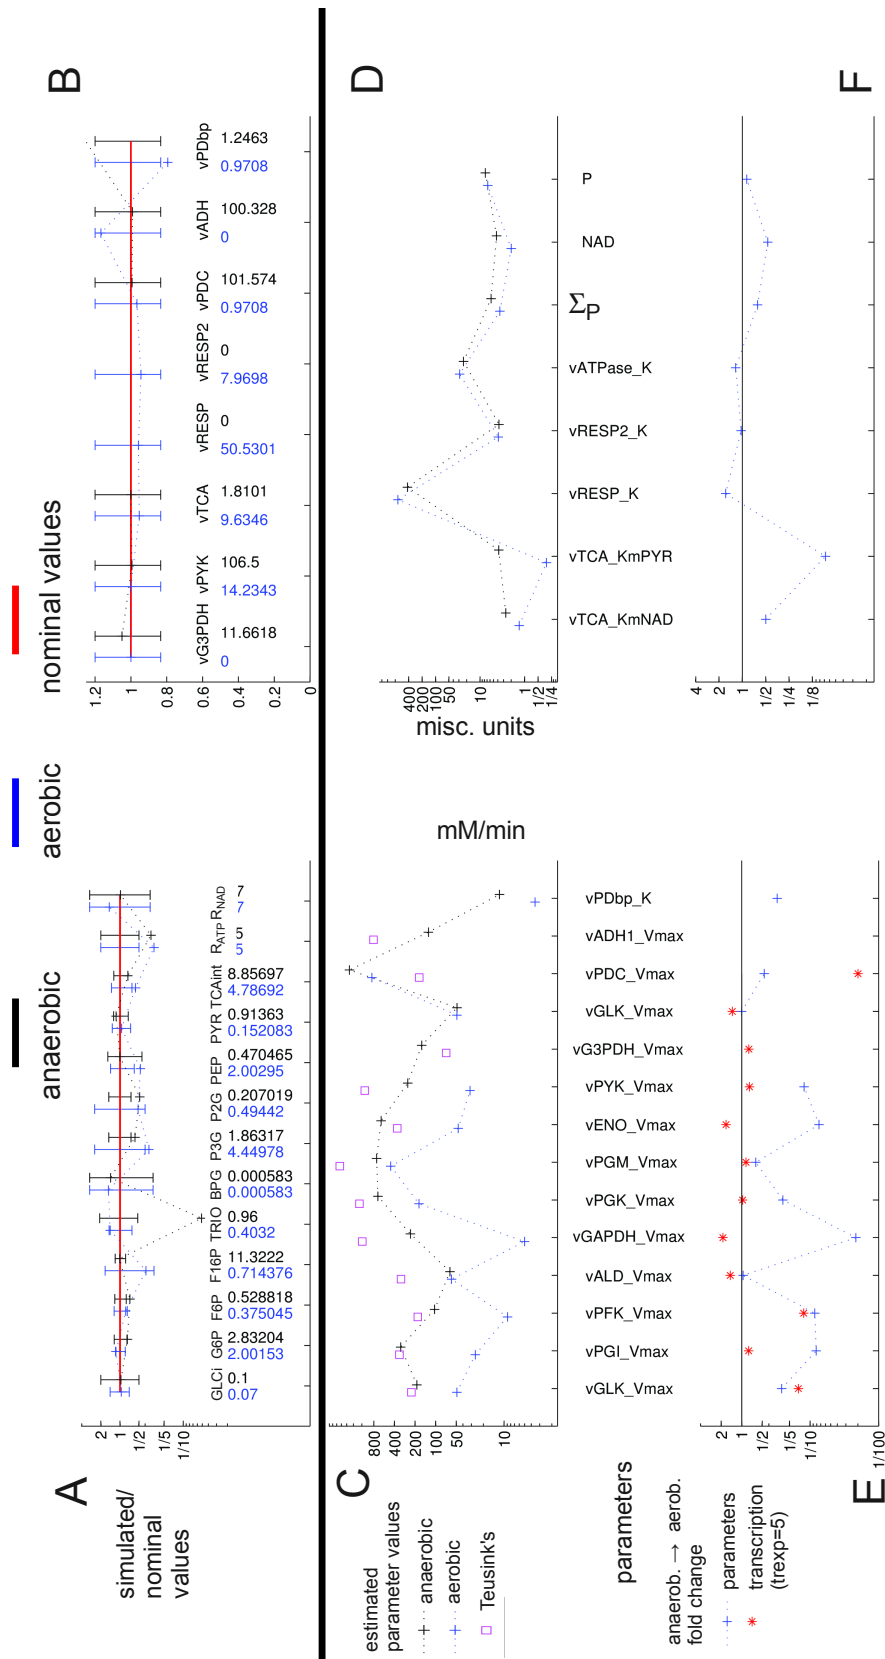 anaerobic
aerobic
nominal values
A
simulated/
nominal
values
2
1
1/2
1/5
1/10
GLCi G6P F6P F16P TRIO BPG P3G P2G PEP PYR TCAint RATP RNAD
0.1 2.83204 0.528818 11.3222 0.96 0.000583 1.86317 0.207019 0.470465 0.91363 8.85697 5 7
0.07 2.00153 0.375045 0.714376 0.4032 0.000583 4.44978 0.49442 2.00295 0.152083 4.78692 5 7
B
1.2
1
0.8
0.6
0.4
0.2
0
vG3PDH vPYK vTCA vRESP vRESP2 vPDC vADH vPDbp
11.6618 106.5 1.8101 0 0 101.574 100.328 1.2463
0 14.2343 9.6346 50.5301 7.9698 0.9708 0 0.9708
C
estimated
parameter values
anaerobic
aerobic
Teusink's
800
400
200
100
50
10
mM/min
D
misc. units
400
200
100
50
10
1
1/2
1/4
parameters
vGLK_Vmax
vPGI_Vmax
vPFK_Vmax
vALD_Vmax
vGAPDH_Vmax
vPGK_Vmax
vPGM_Vmax
vENO_Vmax
vPYK_Vmax
vG3PDH_Vmax
vGLK_Vmax
vPDC_Vmax
vADH1_Vmax
vPDbp_K
vTCA_KmNAD
vTCA_KmPYR
vRESP_K
vRESP2_K
vATPase_K
ΣP
NAD
P
E
anaerob. → aerob.
fold change
parameters
transcription
(trexp=5)
2
1
1/2
1/5
1/10
1/100
F
4
2
1
1/2
1/4
1/8